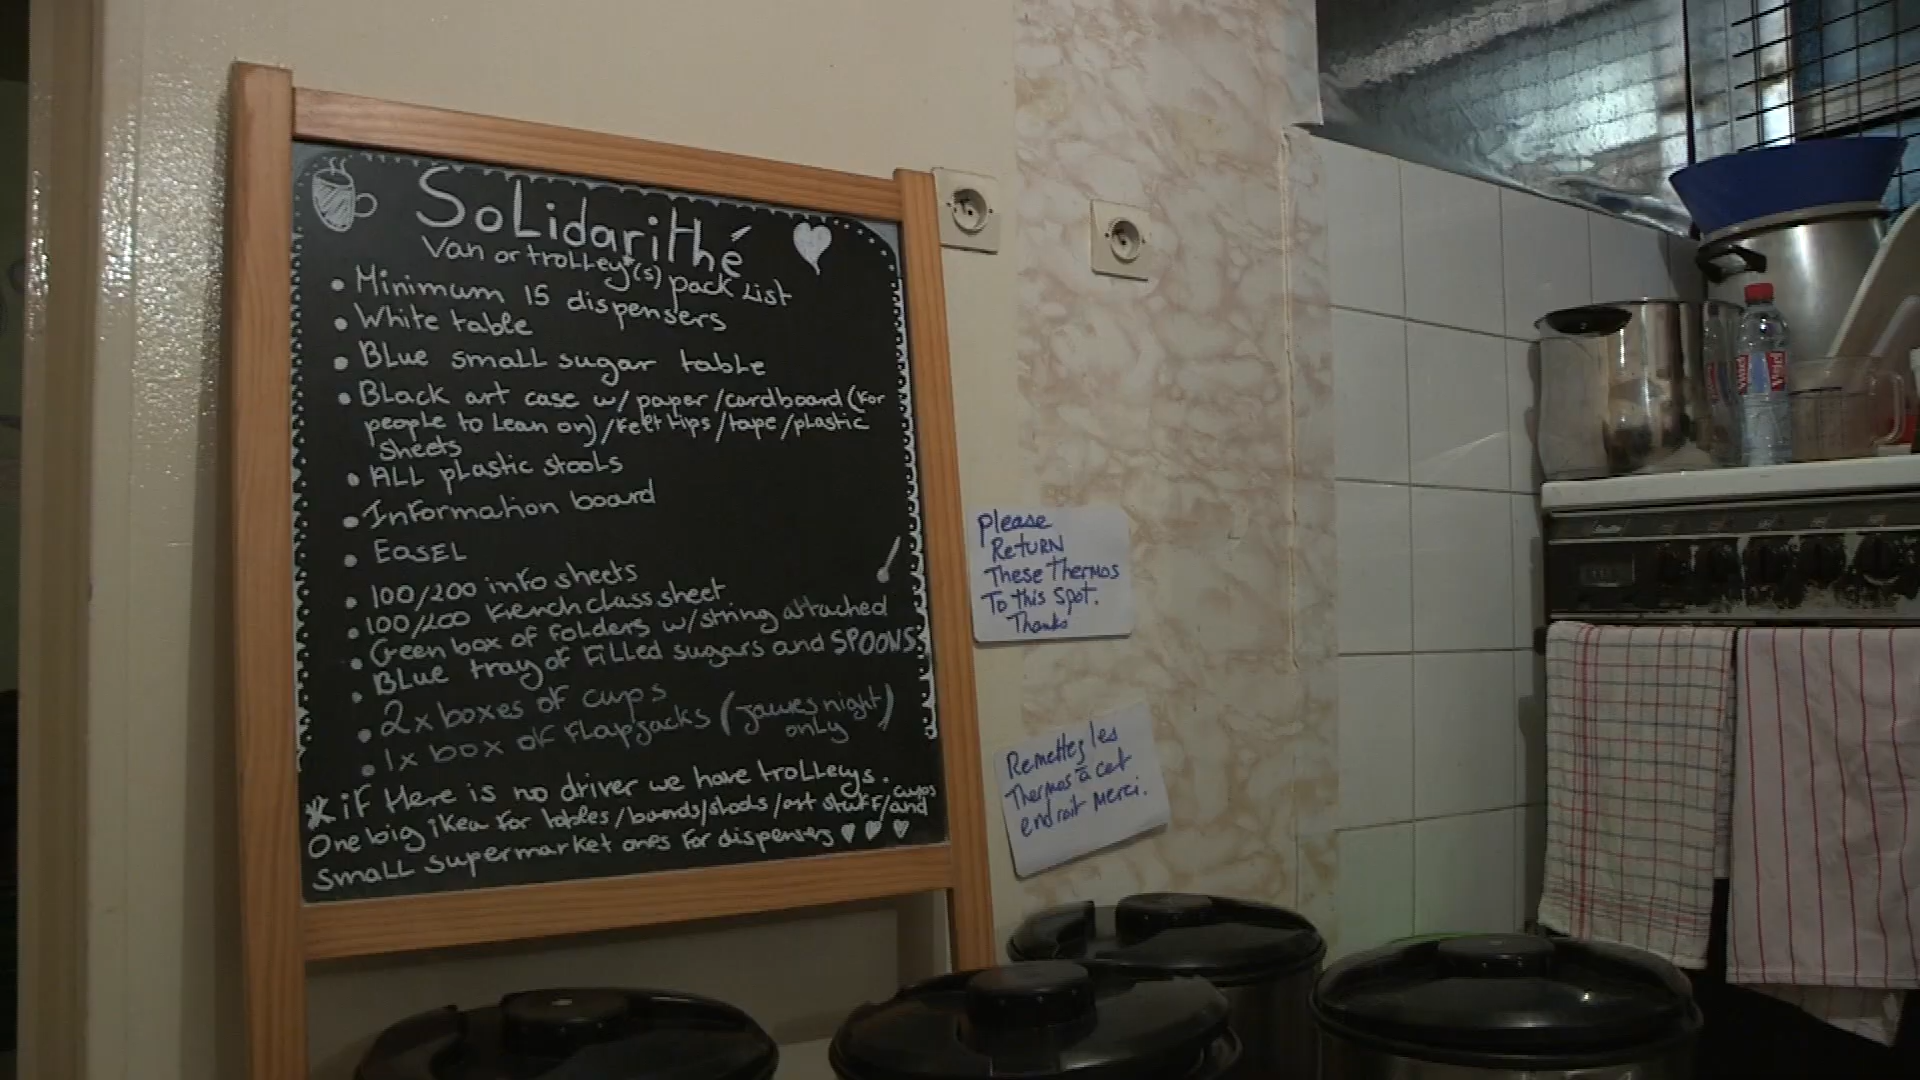 SoLidarithé
Van or trolley*(s) pack List
• Minimum 15 dispensers
• White table
• BLue small sugar table
• Black art case w/ paper/cardboard (for
people to Lean on)/felt tips/tape/plastic
sheets
• ALL plastic stools
• Information board
• EasEL
• 100/200 info sheets
• 100/200 french class sheet
• Green box of folders w/string attached
• BLue tray of filled sugars and SPOONS
• 2x boxes of cups
• 1x box of flapjacks (Jaures night
only)
* if there is no driver we have troLLeys.
One big ikea for tables/boards/stools/art stuff/cups and
small supermarket ones for dispensers
please
ReTURN
These Thermos
To this spot.
Thanks
Remettez les
Thermos à cet
endroit Merci.
Vittel